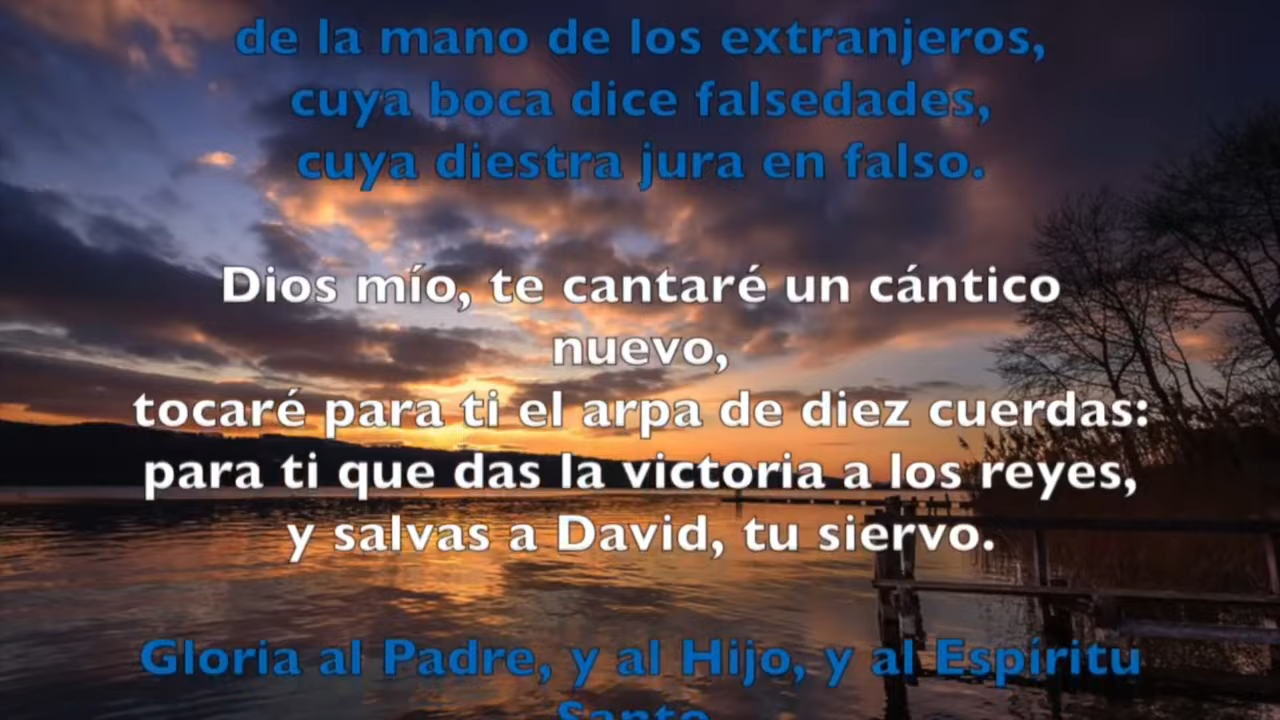 de la mano de los extranjeros,
cuya boca dice falsedades,
cuya diestra jura en falso.
Dios mío, te cantaré un cántico
nuevo,
tocaré para ti el arpa de diez cuerdas:
para ti que das la victoria a los reyes,
y salvas a David, tu siervo.
Gloria al Padre, y al Hijo, y al Espíritu
Santo